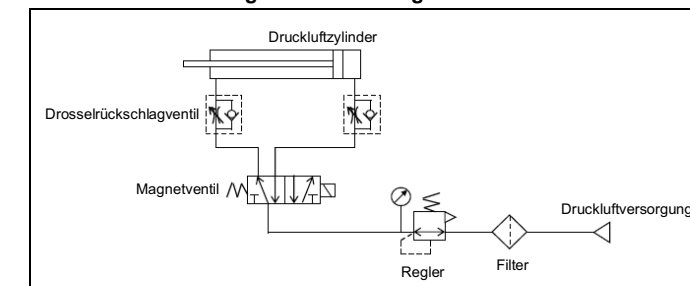 Druckluftzylinder
Drosselrückschlagventil
Magnetventil
Druckluftversorgung
Regler
Filter